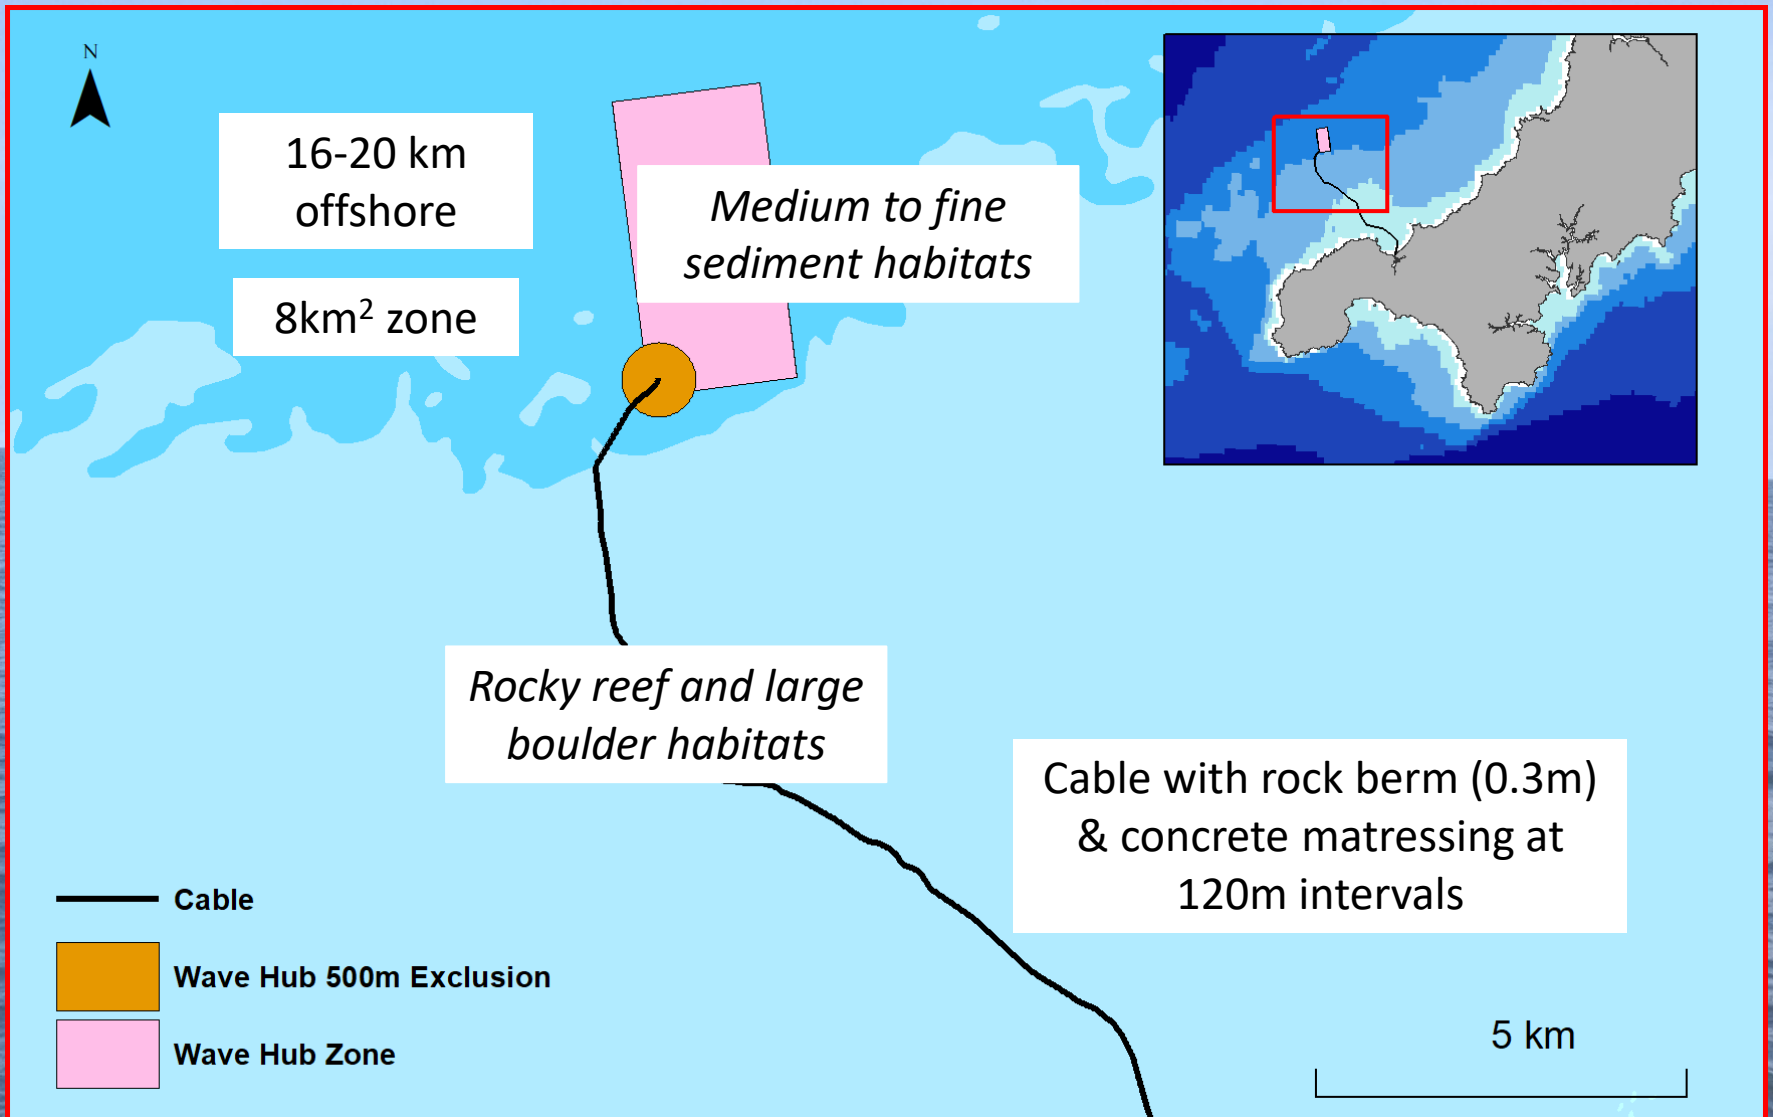 N
16-20 km
offshore
8km² zone
Medium to fine
sediment habitats
Rocky reef and large
boulder habitats
Cable with rock berm (0.3m)
& concrete matressing at
120m intervals
Cable
Wave Hub 500m Exclusion
Wave Hub Zone
5 km